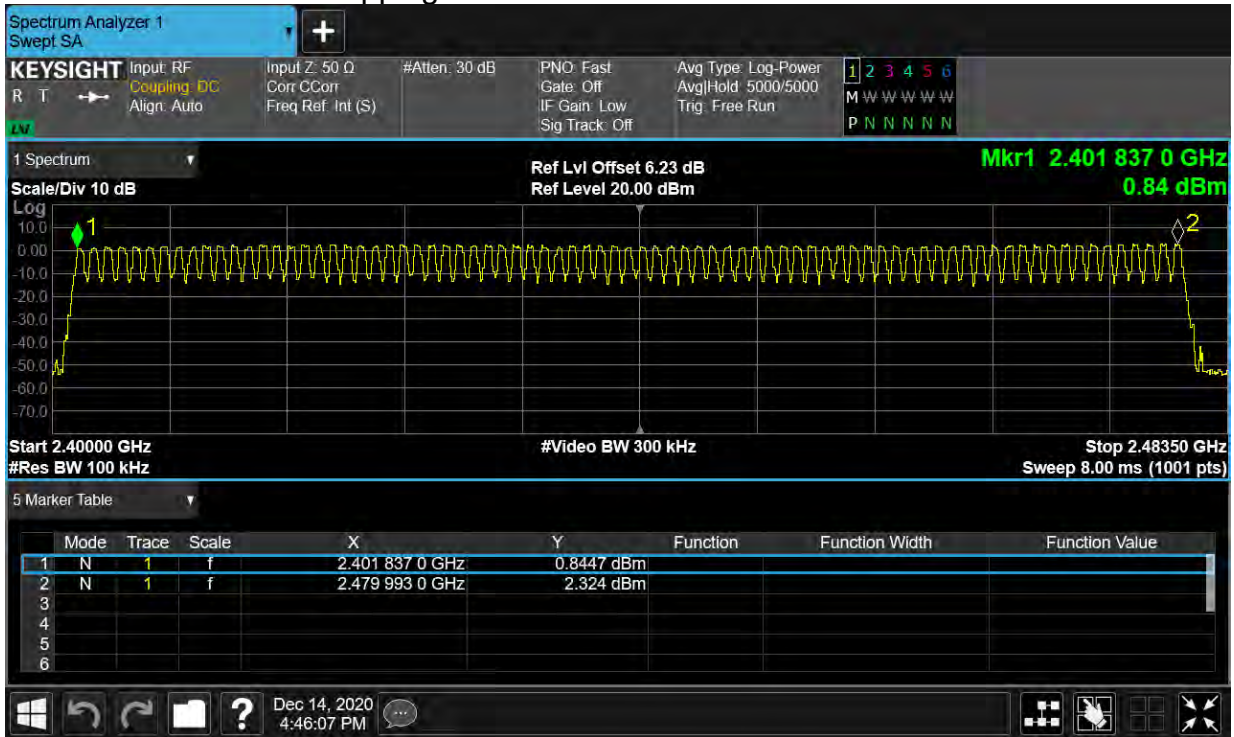 pping
Spectrum Analyzer 1
Swept SA
+
KEYSIGHT Input: RF Input Z: 50 Ω #Atten: 30 dB PNO: Fast Avg Type: Log-Power 1 2 3 4 5 6
R T Coupling: DC Corr CCorr Gate: Off Avg|Hold: 5000/5000 M W W W W W W
Align: Auto Freq Ref: Int (S) IF Gain: Low Trig: Free Run
Sig Track: Off P N N N N N N
1 Spectrum
Ref Lvl Offset 6.23 dB Mkr1 2.401 837 0 GHz
Scale/Div 10 dB Ref Level 20.00 dBm 0.84 dBm
Log
10.0 1 2
0.00
-10.0
-20.0
-30.0
-40.0
-50.0
-60.0
-70.0
Start 2.40000 GHz #Video BW 300 kHz Stop 2.48350 GHz
#Res BW 100 kHz Sweep 8.00 ms (1001 pts)
5 Marker Table
Mode Trace Scale X Y Function Function Width Function Value
1 N 1 f 2.401 837 0 GHz 0.8447 dBm
2 N 1 f 2.479 993 0 GHz 2.324 dBm
3
4
5
6
? Dec 14, 2020
4:46:07 PM